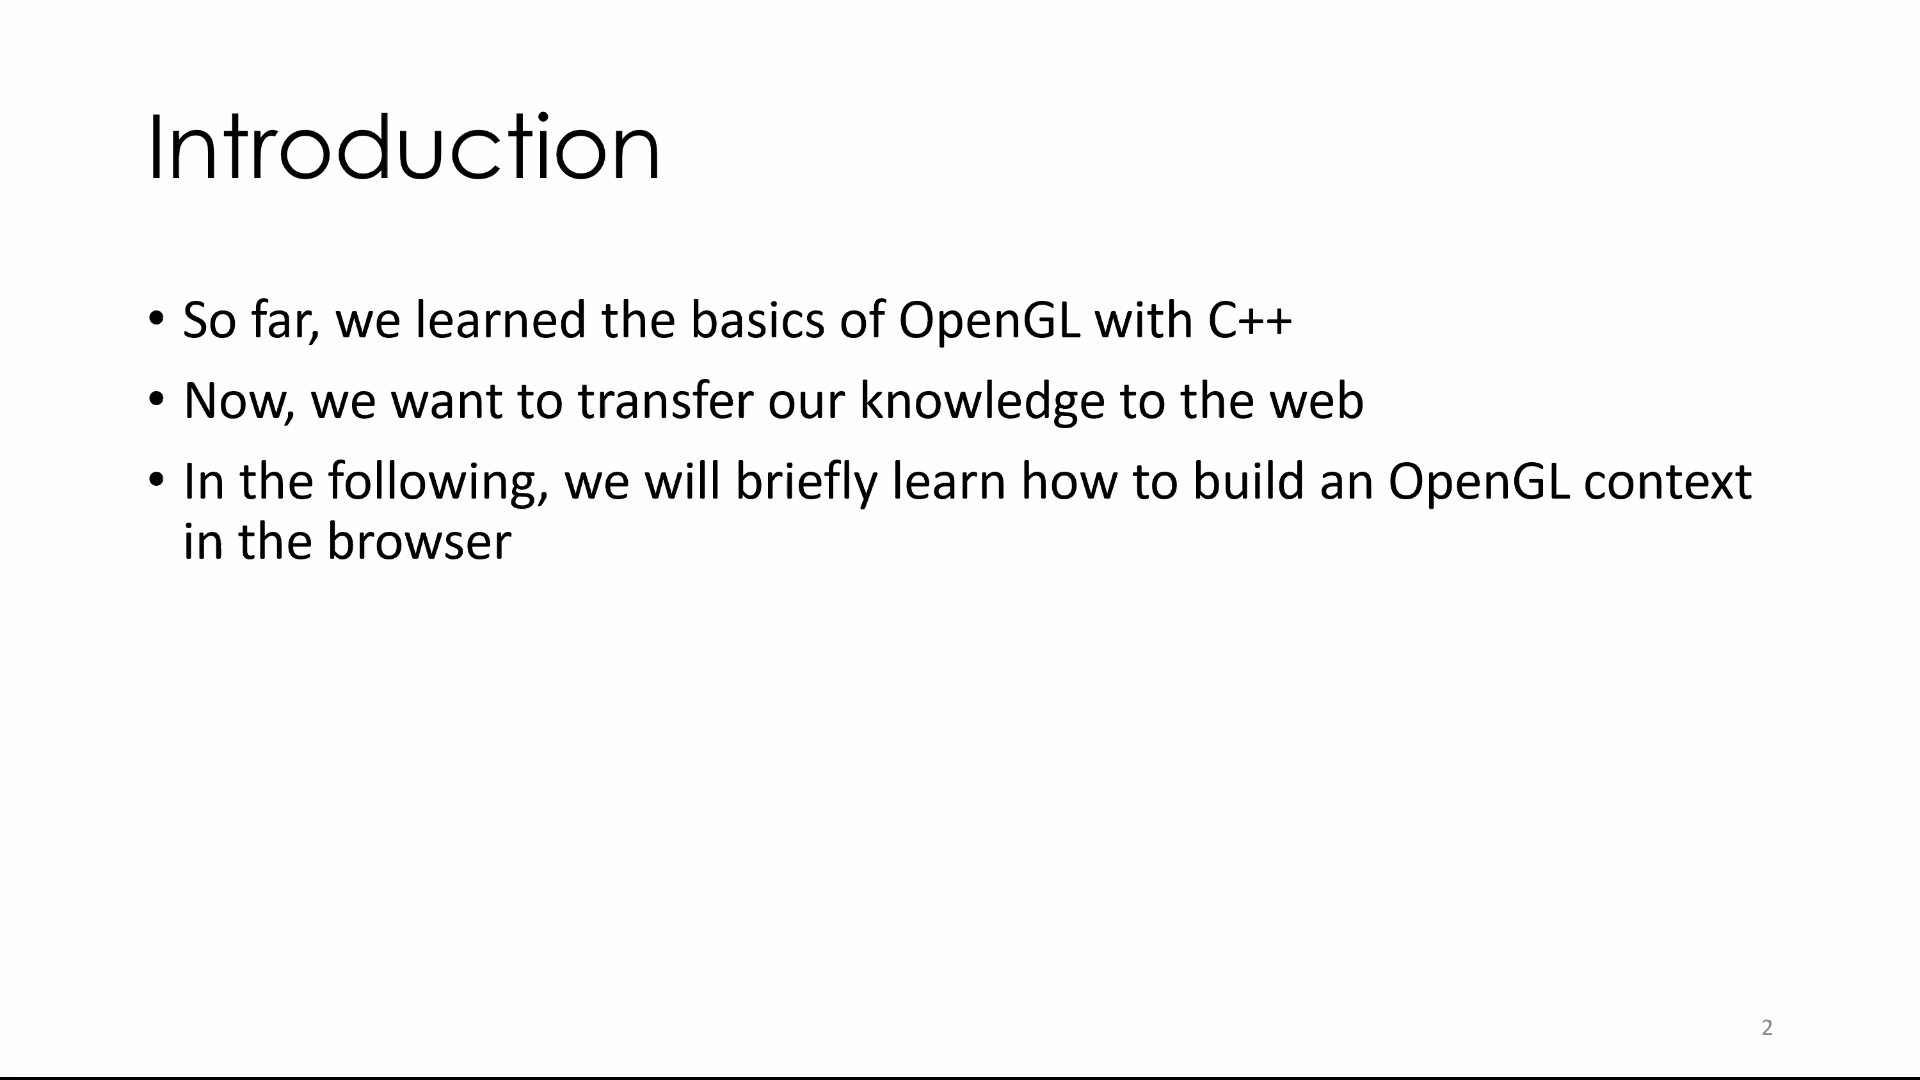 Introduction
• So far, we learned the basics of OpenGL with C++
• Now, we want to transfer our knowledge to the web
• In the following, we will briefly learn how to build an OpenGL context
in the browser
2